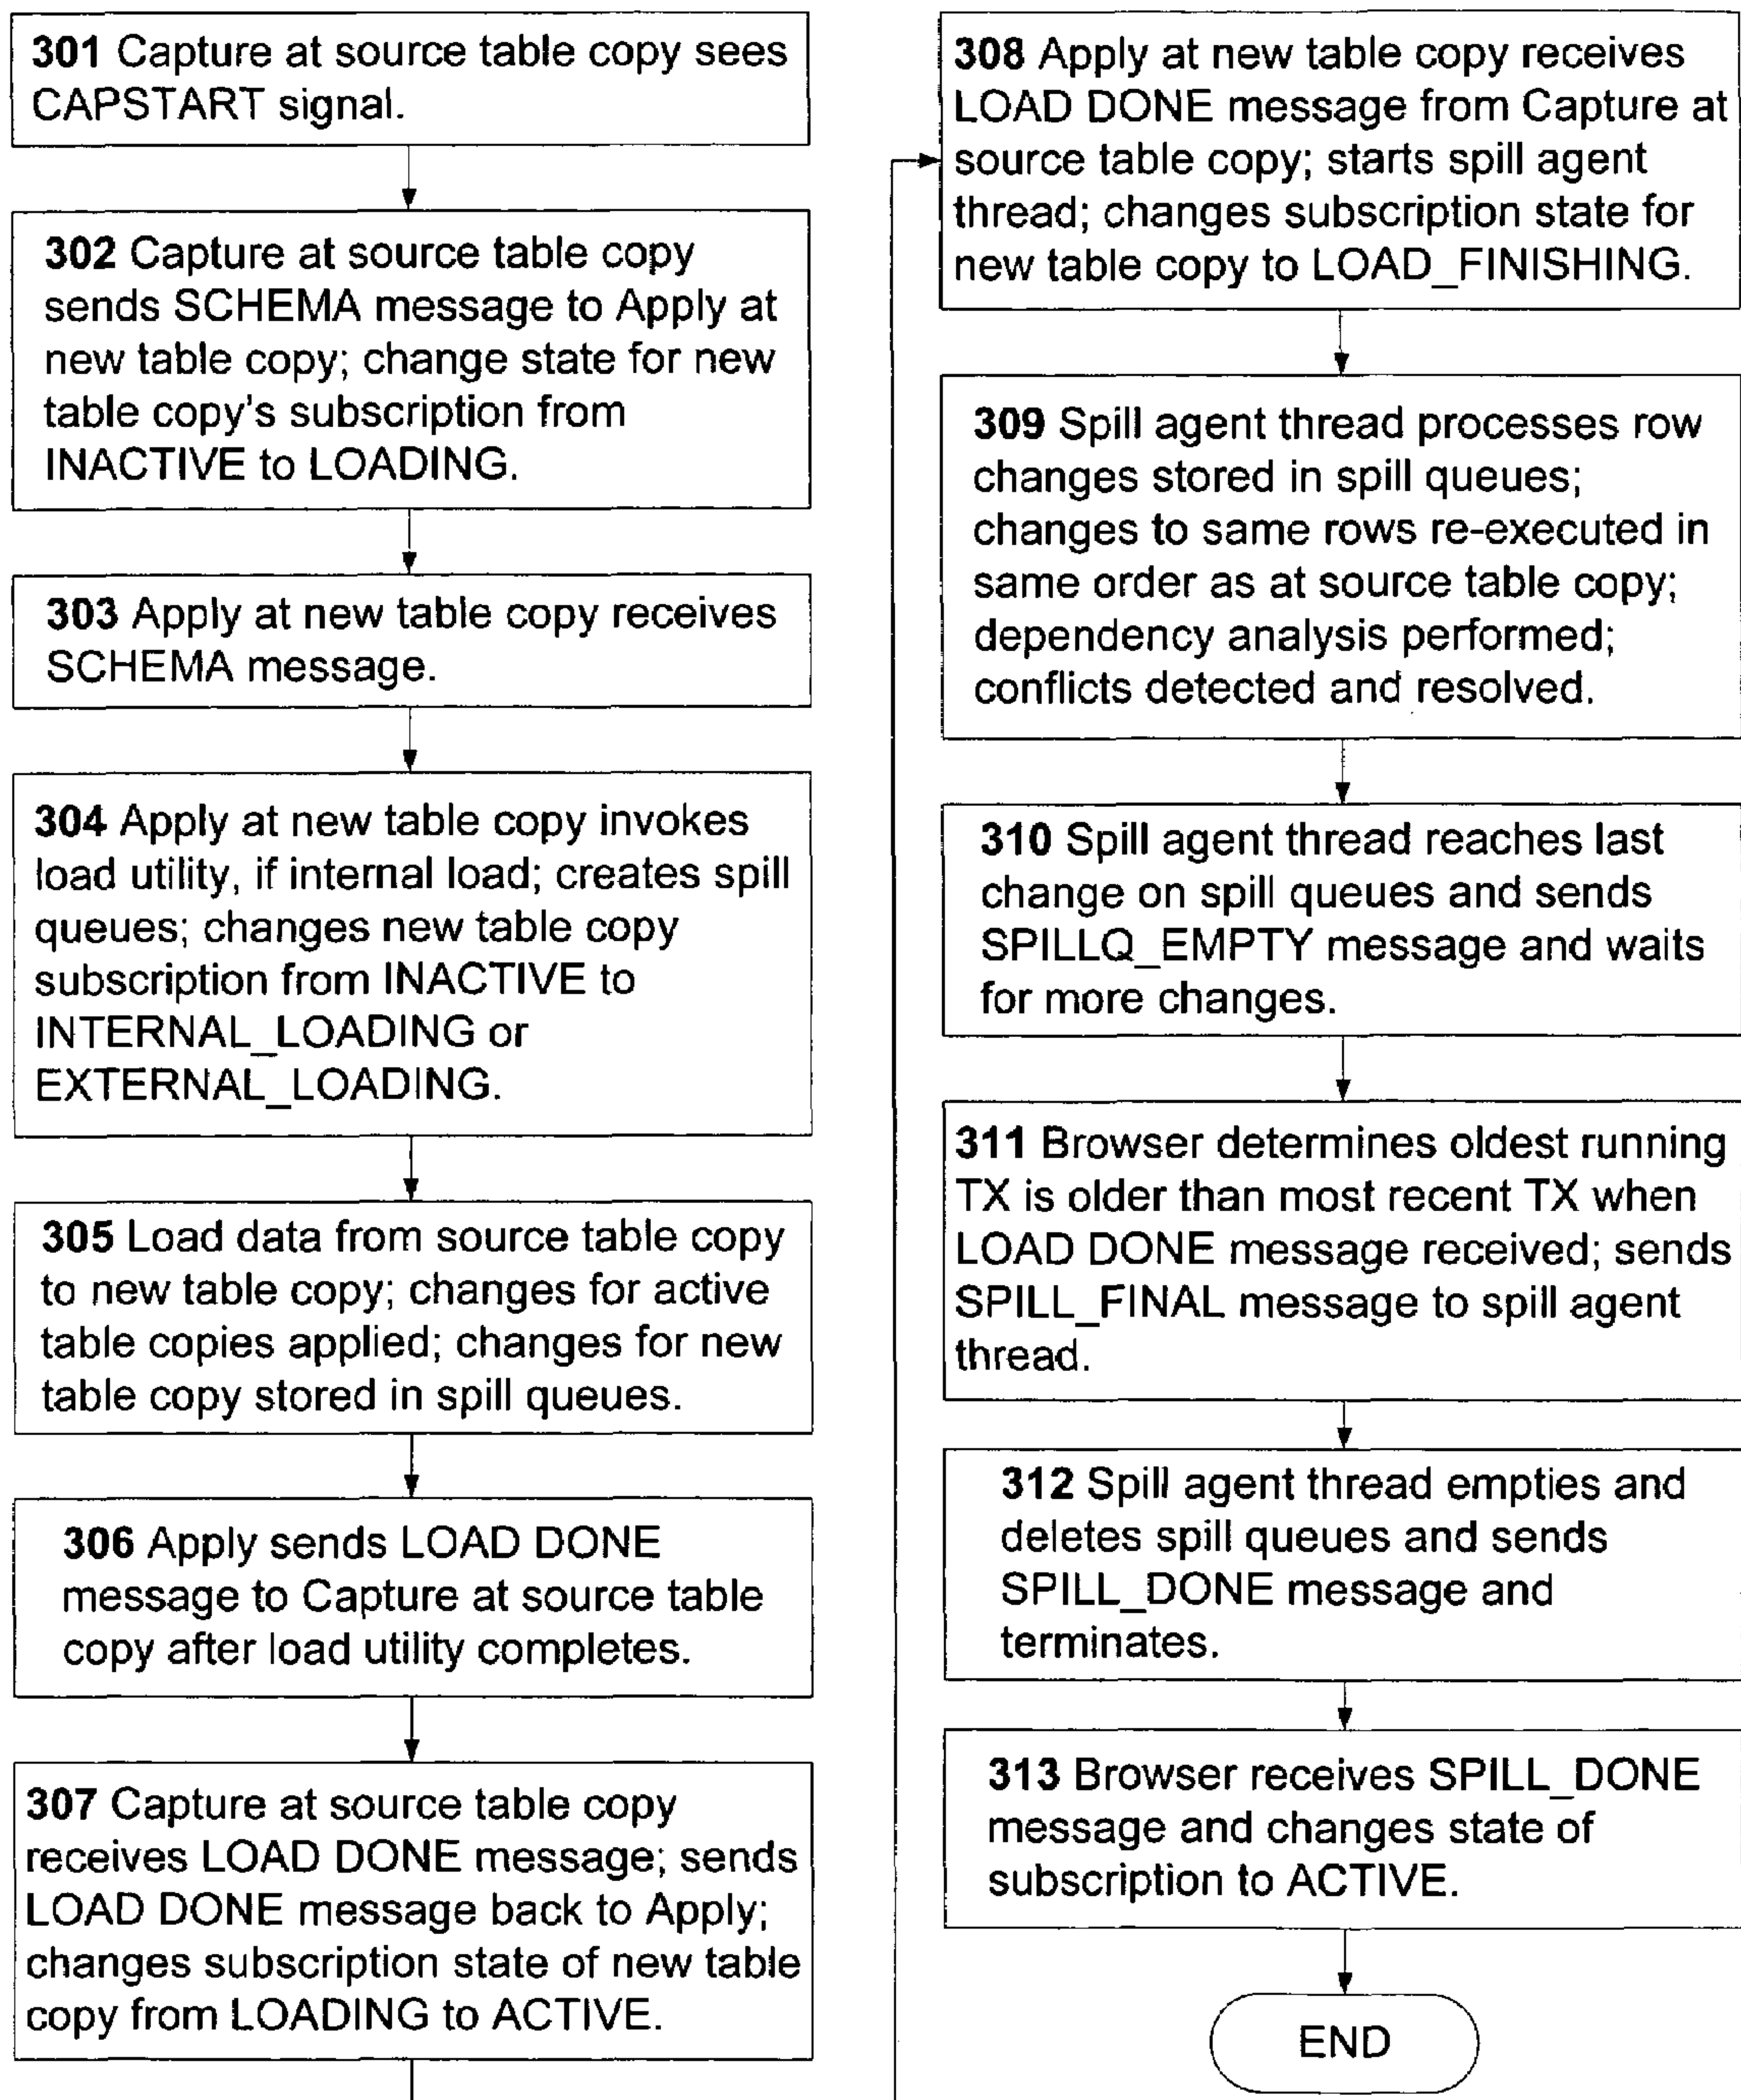 301 Capture at source table copy sees
CAPSTART signal.
302 Capture at source table copy
sends SCHEMA message to Apply at
new table copy; change state for new
table copy's subscription from
INACTIVE to LOADING.
303 Apply at new table copy receives
SCHEMA message.
304 Apply at new table copy invokes
load utility, if internal load; creates spill
queues; changes new table copy
subscription from INACTIVE to
INTERNAL_LOADING or
EXTERNAL_LOADING.
305 Load data from source table copy
to new table copy; changes for active
table copies applied; changes for new
table copy stored in spill queues.
306 Apply sends LOAD DONE
message to Capture at source table
copy after load utility completes.
307 Capture at source table copy
receives LOAD DONE message; sends
LOAD DONE message back to Apply;
changes subscription state of new table
copy from LOADING to ACTIVE.
308 Apply at new table copy receives
LOAD DONE message from Capture at
source table copy; starts spill agent
thread; changes subscription state for
new table copy to LOAD_FINISHING.
309 Spill agent thread processes row
changes stored in spill queues;
changes to same rows re-executed in
same order as at source table copy;
dependency analysis performed;
conflicts detected and resolved.
310 Spill agent thread reaches last
change on spill queues and sends
SPILLQ_EMPTY message and waits
for more changes.
311 Browser determines oldest running
TX is older than most recent TX when
LOAD DONE message received; sends
SPILL_FINAL message to spill agent
thread.
312 Spill agent thread empties and
deletes spill queues and sends
SPILL_DONE message and
terminates.
313 Browser receives SPILL_DONE
message and changes state of
subscription to ACTIVE.
END